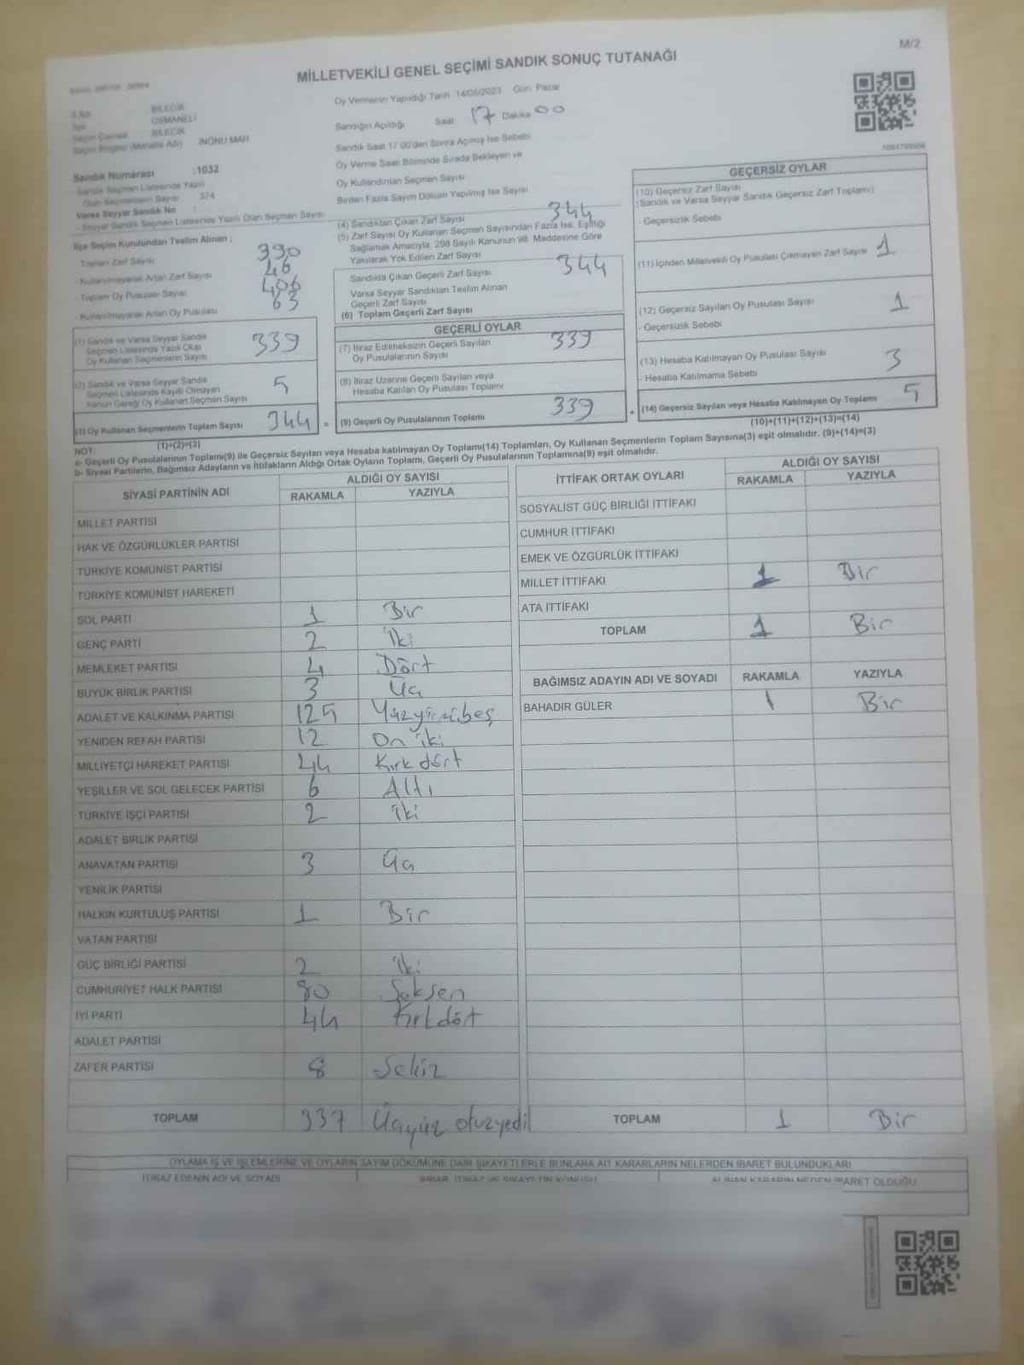 M/2
MİLLETVEKİLİ GENEL SEÇİMİ SANDIK SONUÇ TUTANAĞI
BİLECİK
OSMANELİ
BİLECİK
İNÖNÜ MAH
Oy Vermenin Yapıldığı Tarih 14/05/2023 Gün Pazar
Sandığın Açıldığı Saat 17 Dakika 00
Sandık Saat 17:00'den Sonra Açılmış İse Sebebi
Oy Verme Saati Bitiminde Sırada Bekleyen ve
Oy Kullandırılan Seçmen Sayısı
Birden Fazla Sayım Döküm Yapılmış İse Sayısı
Sandık Numarası :1032
Sandık Seçmen Listesinde Yazılı
Olan Seçmenlerin Sayısı 374
Varsa Seyyar Sandık No
- Seyyar Sandık Seçmen Listesinde Yazılı Olan Seçmen Sayısı
İlçe Seçim Kurulundan Teslim Alınan ;
- Toplam Zarf Sayısı 390
- Kullanılmayarak Artan Zarf Sayısı 46
- Toplam Oy Pusulası Sayısı 406
- Kullanılmayarak Artan Oy Pusulası 63
(1) Sandık ve Varsa Seyyar Sandık
Seçmen Listesinde Yazılı Olup
Oy Kullanan Seçmenlerin Sayısı 339
(2) Sandık ve Varsa Seyyar Sandık
Seçmen Listesinde Kayıtlı Olmayan
Kanun Gereği Oy Kullanan Seçmen Sayısı 5
(3) Oy Kullanan Seçmenlerin Toplam Sayısı 344 =
(1)+(2)=(3)
(4) Sandıktan Çıkan Zarf Sayısı 344
(5) Zarf Sayısı Oy Kullanan Seçmen Sayısından Fazla İse, Eşitliği
Sağlamak Amacıyla, 298 Sayılı Kanunun 98. Maddesine Göre
Yakılarak Yok Edilen Zarf Sayısı
Sandıkta Çıkan Geçerli Zarf Sayısı 344
Varsa Seyyar Sandıktan Teslim Alınan
Geçerli Zarf Sayısı
(6) Toplam Geçerli Zarf Sayısı
GEÇERLİ OYLAR
(7) İtiraz Edilmeksizin Geçerli Sayılan
Oy Pusulalarının Sayısı 339
(8) İtiraz Üzerine Geçerli Sayılan veya
Hesaba Katılan Oy Pusulası Toplamı
(9) Geçerli Oy Pusulalarının Toplamı 339 +
GEÇERSİZ OYLAR
(10) Geçersiz Zarf Sayısı
(Sandık ve Varsa Seyyar Sandık Geçersiz Zarf Toplamı)
- Geçersizlik Sebebi
(11) İçinden Milletvekili Oy Pusulası Çıkmayan Zarf Sayısı 1
(12) Geçersiz Sayılan Oy Pusulası Sayısı 1
- Geçersizlik Sebebi
(13) Hesaba Katılmayan Oy Pusulası Sayısı 3
- Hesaba Katılmama Sebebi
(14) Geçersiz Sayılan veya Hesaba Katılmayan Oy Toplamı 5
(10)+(11)+(12)+(13)=(14)
NOT:
a- Geçerli Oy Pusulalarının Toplamı(9) ile Geçersiz Sayılan veya Hesaba katılmayan Oy Toplamı(14) Toplamları, Oy Kullanan Seçmenlerin Toplam Sayısına(3) eşit olmalıdır. (9)+(14)=(3)
b- Siyasi Partilerin, Bağımsız Adayların ve İttifakların Aldığı Ortak Oyların Toplamı, Geçerli Oy Pusulalarının Toplamına(9) eşit olmalıdır.
SİYASİ PARTİNİN ADI ALDIĞI OY SAYISI
RAKAMLA YAZIYLA
MİLLET PARTİSİ
HAK VE ÖZGÜRLÜKLER PARTİSİ
TÜRKİYE KOMÜNİST PARTİSİ
TÜRKİYE KOMÜNİST HAREKETİ
SOL PARTİ 1 Bir
GENÇ PARTİ 2 İki
MEMLEKET PARTİSİ 4 Dört
BÜYÜK BİRLİK PARTİSİ 3 Üç
ADALET VE KALKINMA PARTİSİ 125 Yüzyirmibeş
YENİDEN REFAH PARTİSİ 12 On iki
MİLLİYETÇİ HAREKET PARTİSİ 44 Kırk dört
YEŞİLLER VE SOL GELECEK PARTİSİ 6 Altı
TÜRKİYE İŞÇİ PARTİSİ 2 İki
ADALET BİRLİK PARTİSİ
ANAVATAN PARTİSİ 3 Üç
YENİLİK PARTİSİ
HALKIN KURTULUŞ PARTİSİ 1 Bir
VATAN PARTİSİ
GÜÇ BİRLİĞİ PARTİSİ 2 İki
CUMHURİYET HALK PARTİSİ 80 Seksen
İYİ PARTİ 44 Kırkdört
ADALET PARTİSİ
ZAFER PARTİSİ 8 Sekiz
TOPLAM 337 Üçyüz otuzyedi
İTTİFAK ORTAK OYLARI ALDIĞI OY SAYISI
RAKAMLA YAZIYLA
SOSYALİST GÜÇ BİRLİĞİ İTTİFAKI
CUMHUR İTTİFAKI
EMEK VE ÖZGÜRLÜK İTTİFAKI
MİLLET İTTİFAKI 1 Bir
ATA İTTİFAKI
TOPLAM 1 Bir
BAĞIMSIZ ADAYIN ADI VE SOYADI RAKAMLA YAZIYLA
BAHADIR GÜLER 1 Bir
TOPLAM 1 Bir
OYLAMA İŞ VE İŞLEMLERİNE VE OYLARIN SAYIM DÖKÜMÜNE DAİR ŞİKAYETLERLE BUNLARA AİT KARARLARIN NELERDEN İBARET BULUNDUKLARI
İTİRAZ EDENİN ADI VE SOYADI
ALINAN KARARIN NEDEN İBARET OLDUĞU